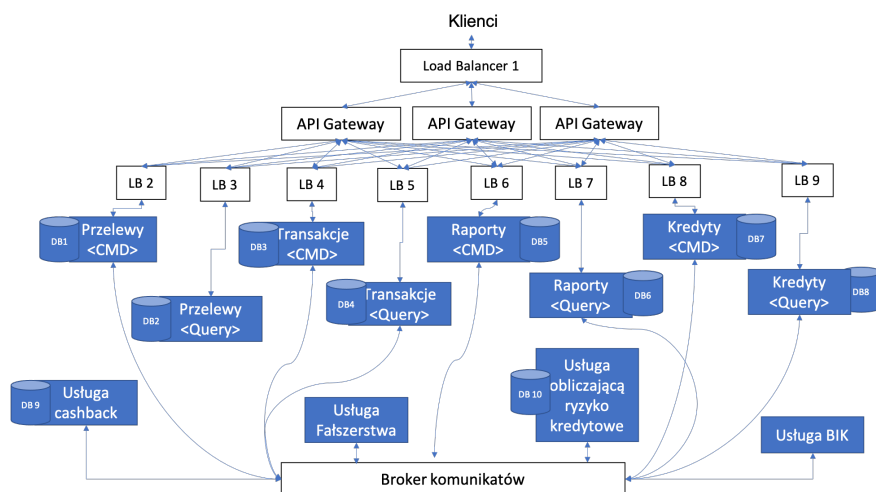 Klienci
Load Balancer 1
API Gateway
API Gateway
API Gateway
LB 2
LB 3
LB 4
LB 5
LB 6
LB 7
LB 8
LB 9
DB1
Przelewy
<CMD>
DB3
Transakcje
<CMD>
Raporty
<CMD>
DB5
Kredyty
<CMD>
DB7
DB2
Przelewy
<Query>
DB4
Transakcje
<Query>
Raporty
<Query>
DB6
Kredyty
<Query>
DB8
DB 9
Usługa
cashback
Usługa
Fałszerstwa
DB 10
Usługa
obliczającą
ryzyko
kredytowe
Usługa BIK
Broker komunikatów